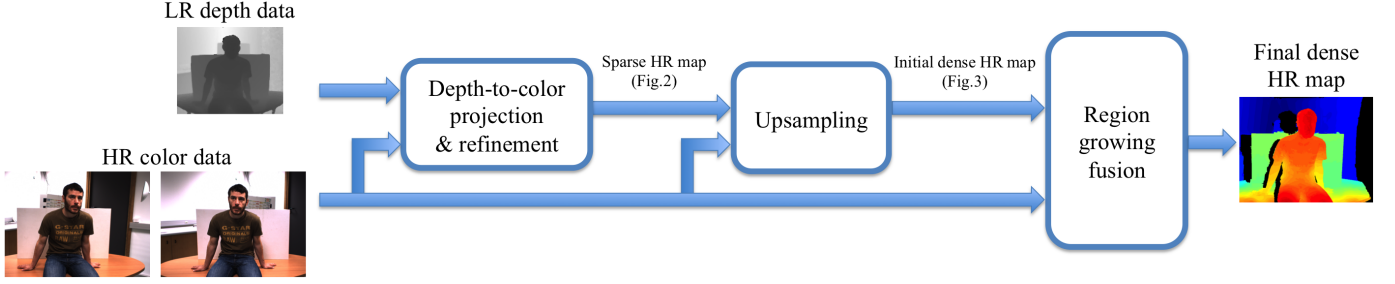 LR depth data
HR color data
G-STAR
Depth-to-color
projection
& refinement
Sparse HR map
(Fig.2)
Upsampling
Initial dense HR map
(Fig.3)
Region
growing
fusion
Final dense
HR map